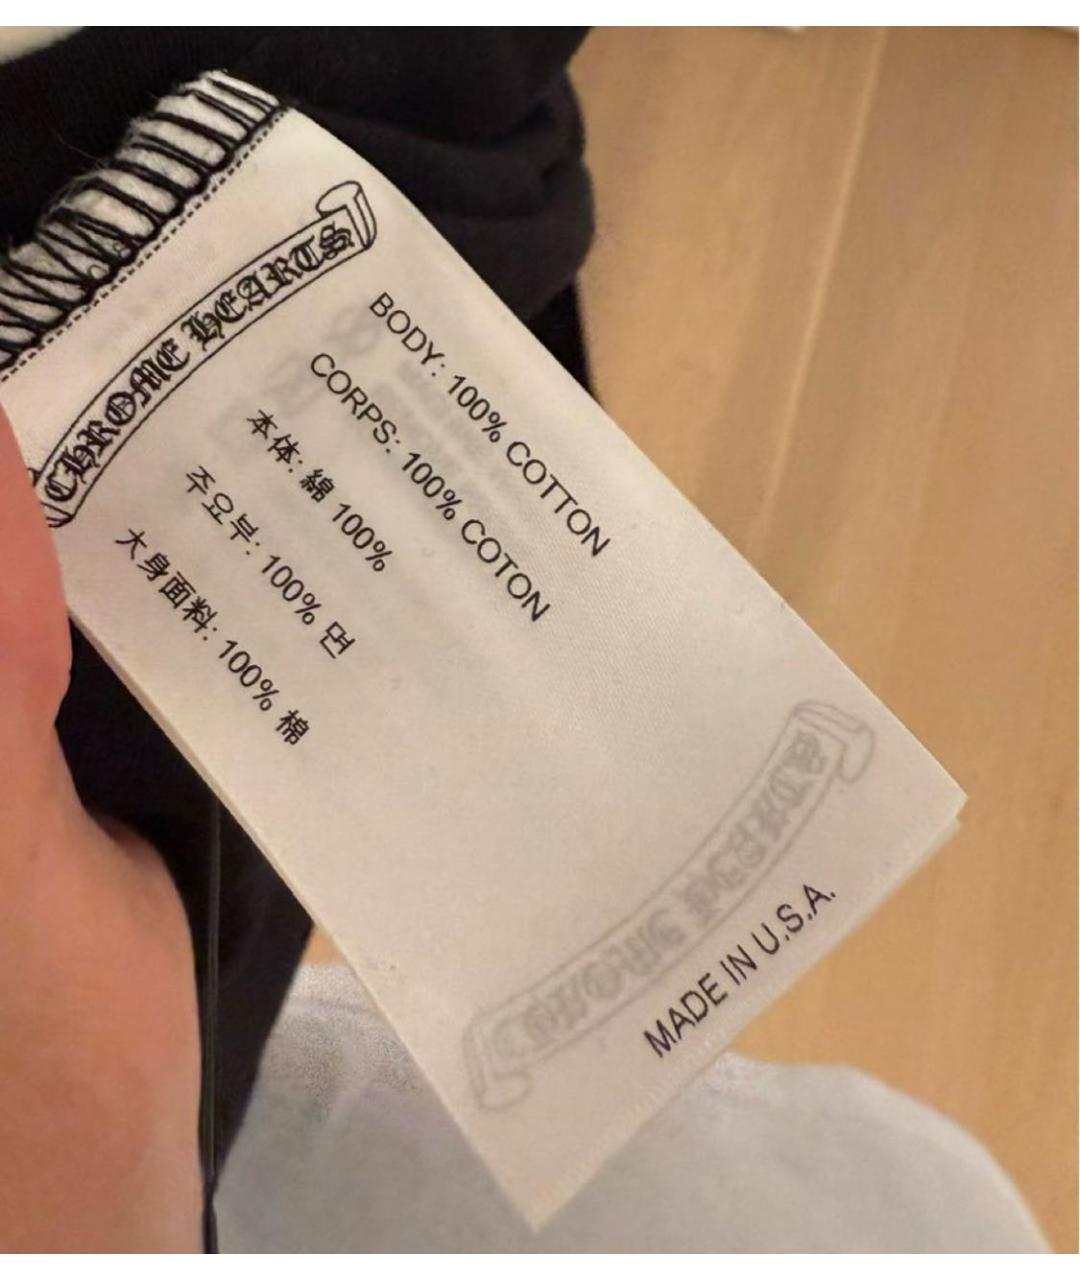 CHROME HEARTS
BODY: 100% COTTON
CORPS: 100% COTON
本体: 綿 100%
주요부: 100% 면
大身面料: 100% 棉
MADE IN U.S.A.